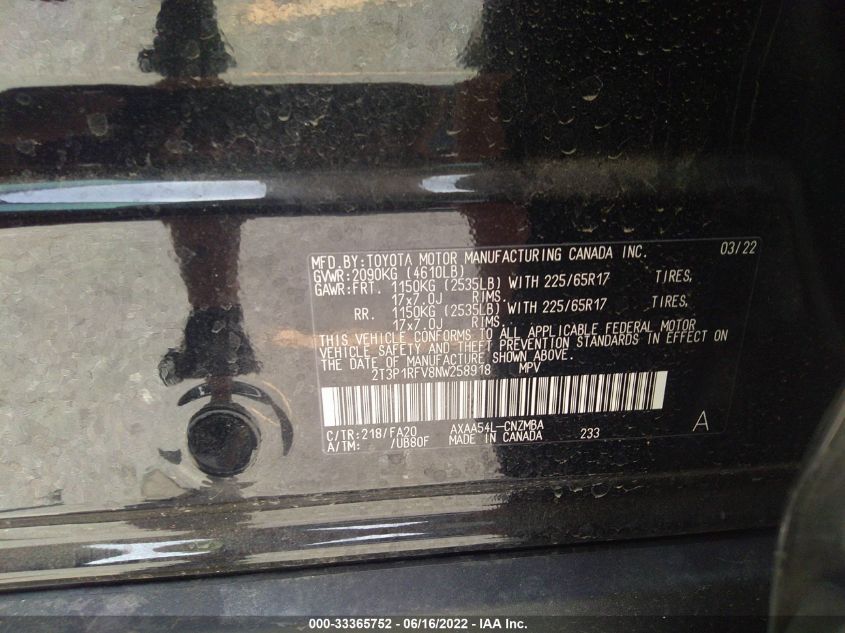 MFD.BY:TOYOTA MOTOR MANUFACTURING CANADA INC. 03/22
GVWR:2090KG (4610LB)
GAWR:FRT. 1150KG (2535LB) WITH 225/65R17 TIRES,
17x7.0J RIMS.
RR. 1150KG (2535LB) WITH 225/65R17 TIRES,
17x7.0J RIMS.
THIS VEHICLE CONFORMS TO ALL APPLICABLE FEDERAL MOTOR
VEHICLE SAFETY AND THEFT PREVENTION STANDARDS IN EFFECT ON
THE DATE OF MANUFACTURE SHOWN ABOVE.
2T3P1RFV8NW258918 MPV
C/TR:218/FA20 AXAA54L-CNZMBA A
A/TM: /UB80F MADE IN CANADA 233
000-33365752 - 06/16/2022 - IAA Inc.